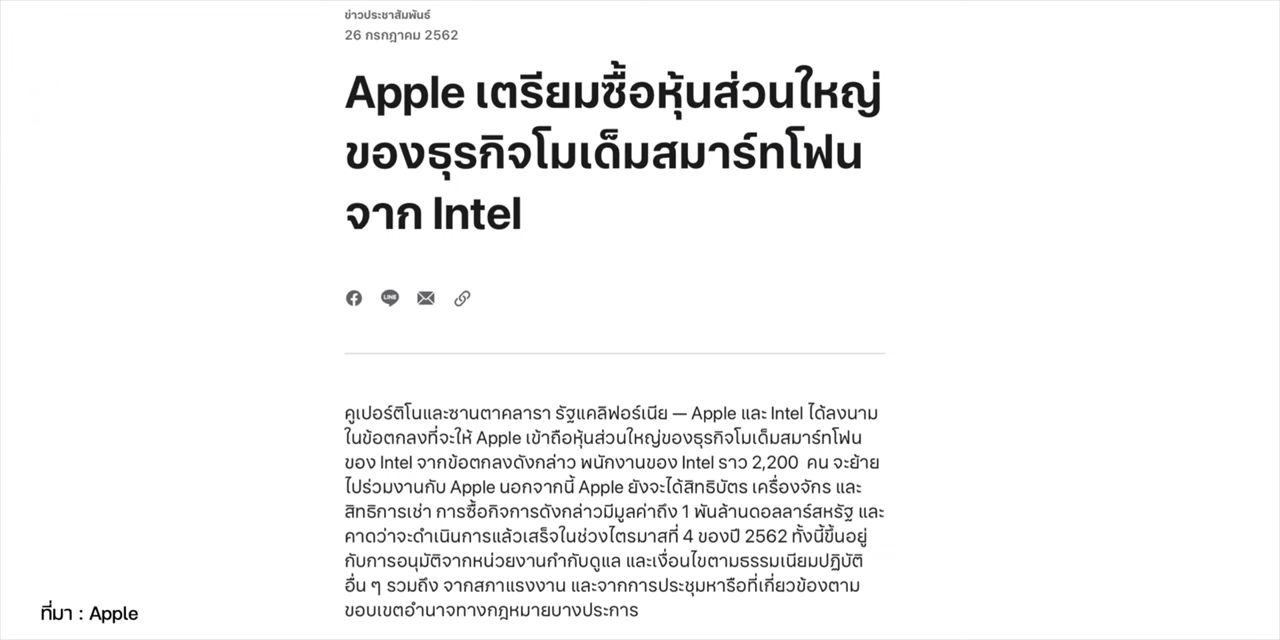 ข่าวประชาสัมพันธ์
26 กรกฎาคม 2562
Apple เตรียมซื้อหุ้นส่วนใหญ่
ของธุรกิจโมเด็มสมาร์ทโฟน
จาก Intel
LINE
คูเปอร์ติโนและซานตาคลารา รัฐแคลิฟอร์เนีย — Apple และ Intel ได้ลงนาม
ในข้อตกลงที่จะให้ Apple เข้าถือหุ้นส่วนใหญ่ของธุรกิจโมเด็มสมาร์ทโฟน
ของ Intel จากข้อตกลงดังกล่าว พนักงานของ Intel ราว 2,200 คน จะย้าย
ไปร่วมงานกับ Apple นอกจากนี้ Apple ยังจะได้สิทธิบัตร เครื่องจักร และ
สิทธิการเช่า การซื้อกิจการดังกล่าวมีมูลค่าถึง 1 พันล้านดอลลาร์สหรัฐ และ
คาดว่าจะดำเนินการแล้วเสร็จในช่วงไตรมาสที่ 4 ของปี 2562 ทั้งนี้ขึ้นอยู่
กับการอนุมัติจากหน่วยงานกำกับดูแล และเงื่อนไขตามธรรมเนียมปฏิบัติ
อื่น ๆ รวมถึง จากสภาแรงงาน และจากการประชุมหารือที่เกี่ยวข้องตาม
ขอบเขตอำนาจทางกฎหมายบางประการ
ที่มา : Apple